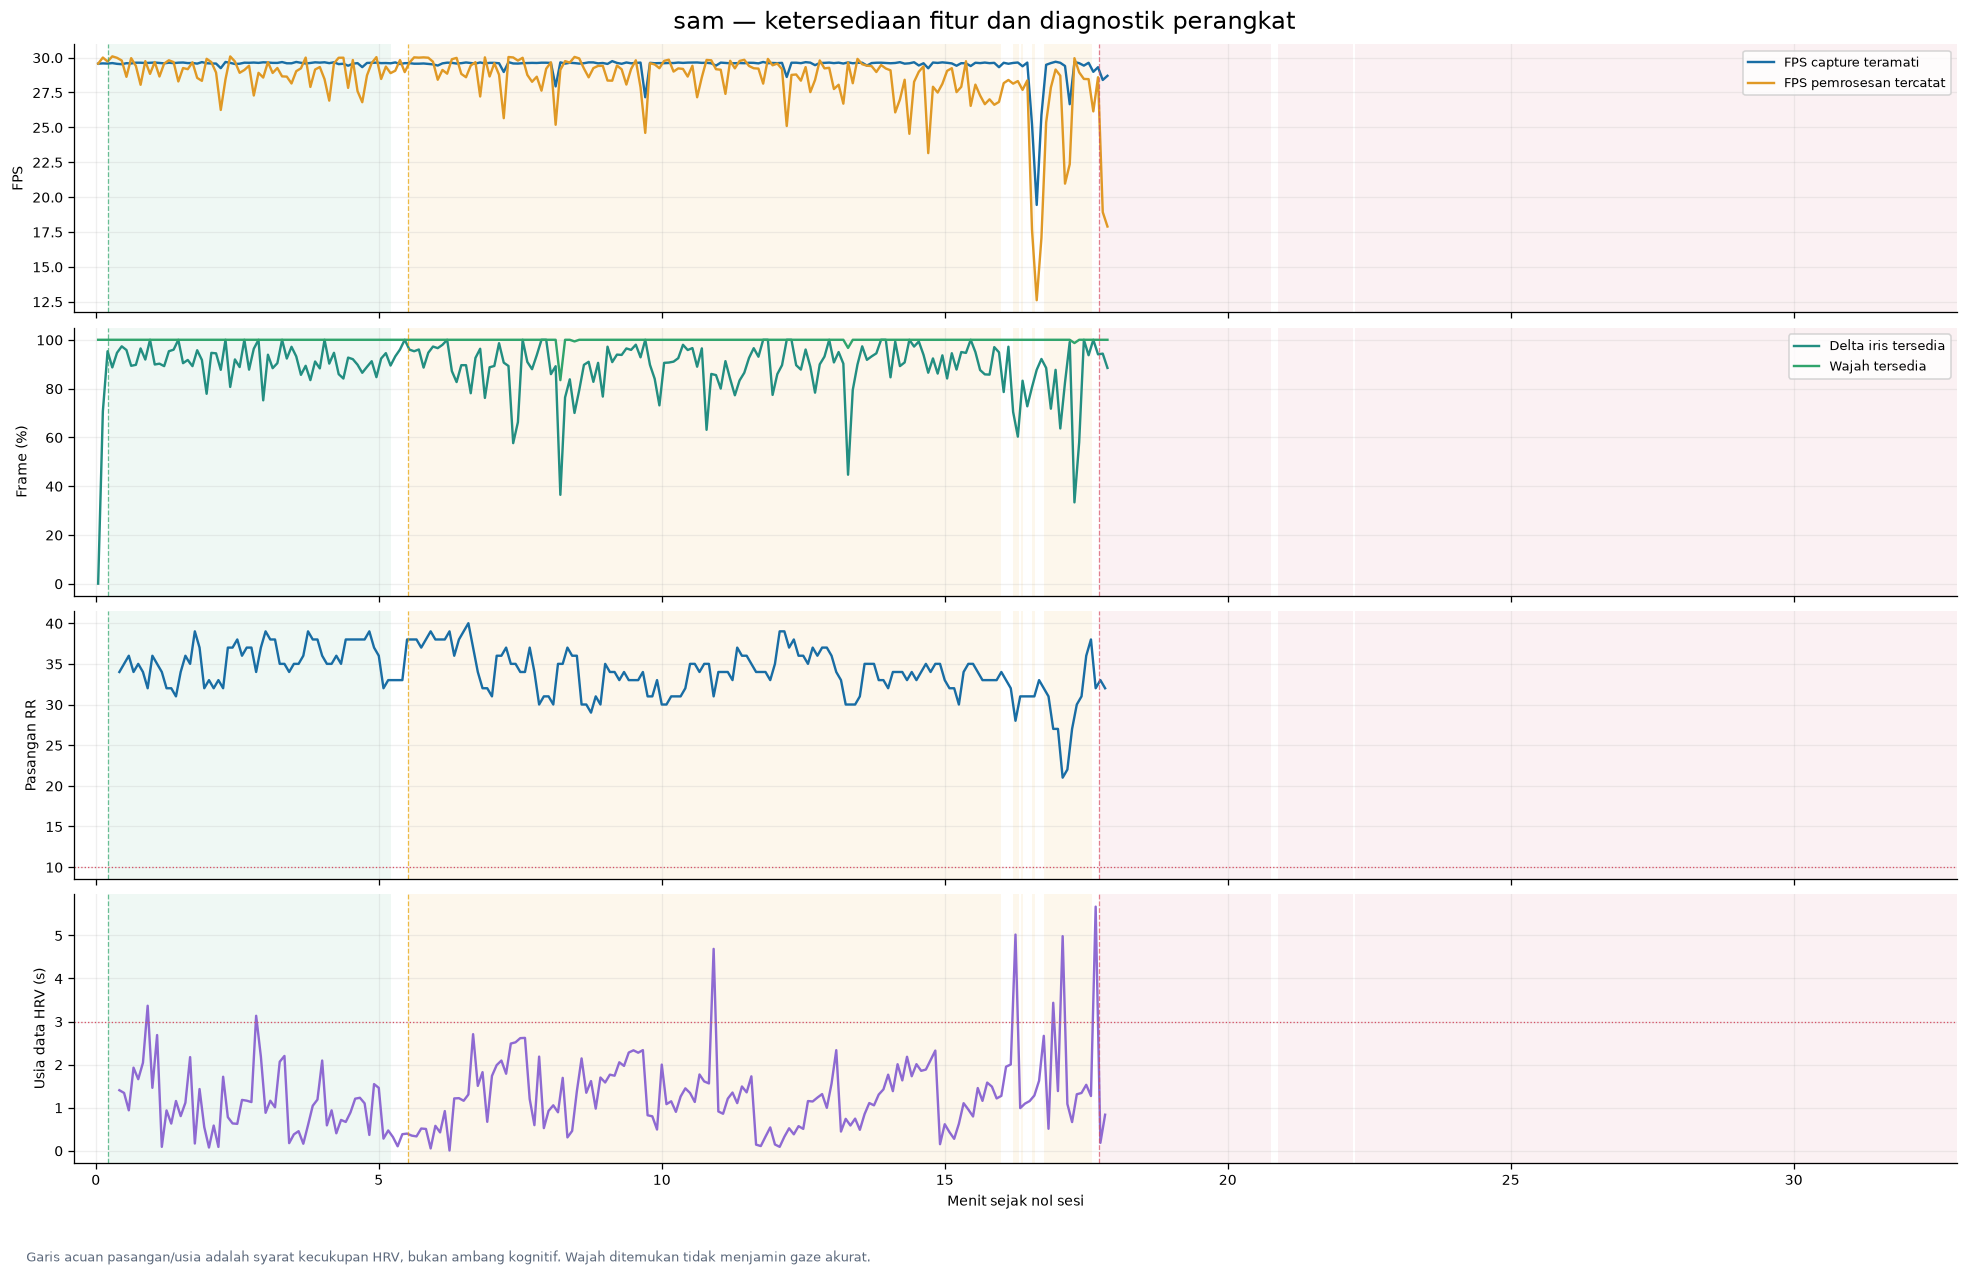 sam — ketersediaan fitur dan diagnostik perangkat
30.0
27.5
25.0
22.5
20.0
17.5
15.0
12.5
FPS
FPS capture teramati
FPS pemrosesan tercatat
100
80
60
40
20
0
Frame (%)
Delta iris tersedia
Wajah tersedia
40
35
30
25
20
15
10
Pasangan RR
5
4
3
2
1
0
Usia data HRV (s)
0 5 10 15 20 25 30
Menit sejak nol sesi
Garis acuan pasangan/usia adalah syarat kecukupan HRV, bukan ambang kognitif. Wajah ditemukan tidak menjamin gaze akurat.